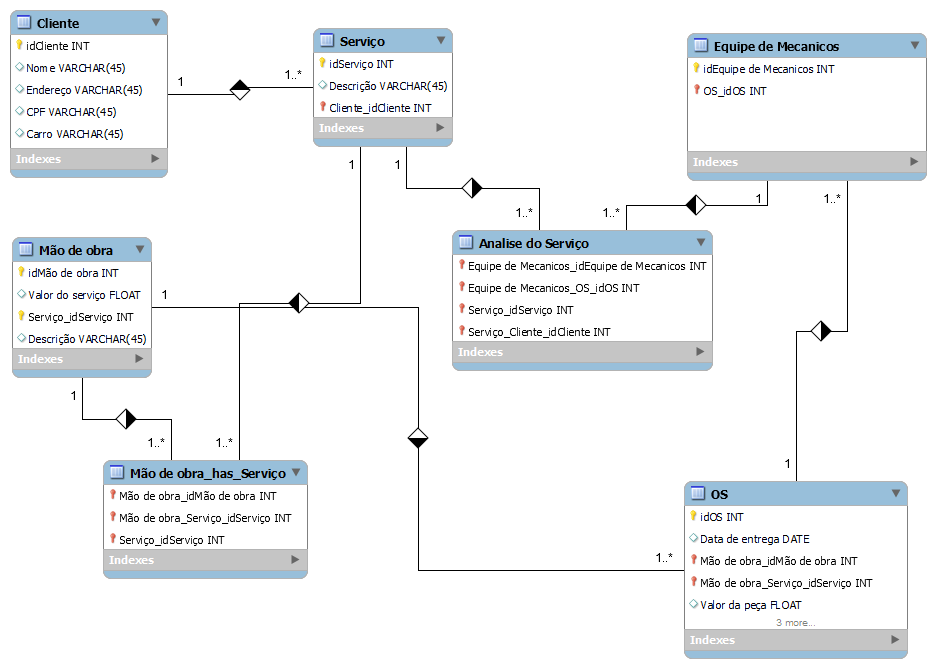 Cliente
idCliente INT
Nome VARCHAR(45)
Endereço VARCHAR(45)
CPF VARCHAR(45)
Carro VARCHAR(45)
Indexes
1
1..*
Serviço
idServiço INT
Descrição VARCHAR(45)
Cliente_idCliente INT
Indexes
Equipe de Mecanicos
idEquipe de Mecanicos INT
OS_idOS INT
Indexes
1
1
1..*
1..*
1
1..*
Analise do Serviço
Equipe de Mecanicos_idEquipe de Mecanicos INT
Equipe de Mecanicos_OS_idOS INT
Serviço_idServiço INT
Serviço_Cliente_idCliente INT
Indexes
Mão de obra
idMão de obra INT
Valor do serviço FLOAT
Serviço_idServiço INT
Descrição VARCHAR(45)
Indexes
1
1
1..*
1..*
Mão de obra_has_Serviço
Mão de obra_idMão de obra INT
Mão de obra_Serviço_idServiço INT
Serviço_idServiço INT
Indexes
1
1..*
OS
idOS INT
Data de entrega DATE
Mão de obra_idMão de obra INT
Mão de obra_Serviço_idServiço INT
Valor da peça FLOAT
3 more...
Indexes